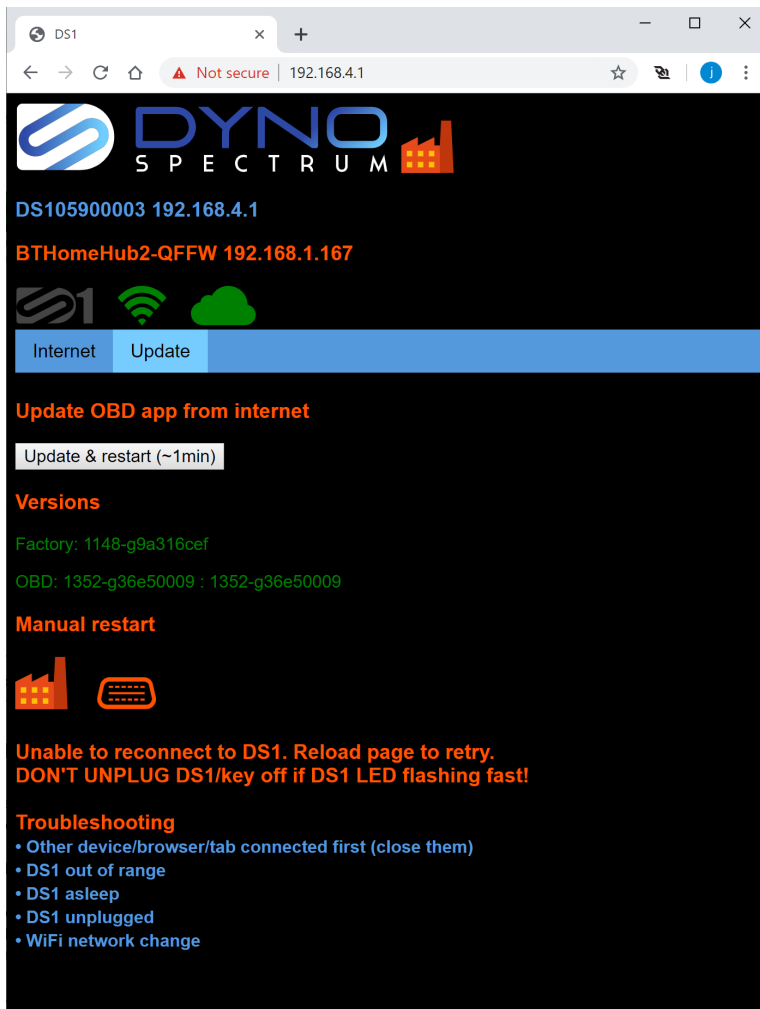 DS1
Not secure | 192.168.4.1
j
DYNO
SPECTRUM
DS105900003 192.168.4.1
BTHomeHub2-QFFW 192.168.1.167
S1
Internet Update
Update OBD app from internet
Update & restart (~1min)
Versions
Factory: 1148-g9a316cef
OBD: 1352-g36e50009 : 1352-g36e50009
Manual restart
Unable to reconnect to DS1. Reload page to retry.
DON'T UNPLUG DS1/key off if DS1 LED flashing fast!
Troubleshooting
• Other device/browser/tab connected first (close them)
• DS1 out of range
• DS1 asleep
• DS1 unplugged
• WiFi network change